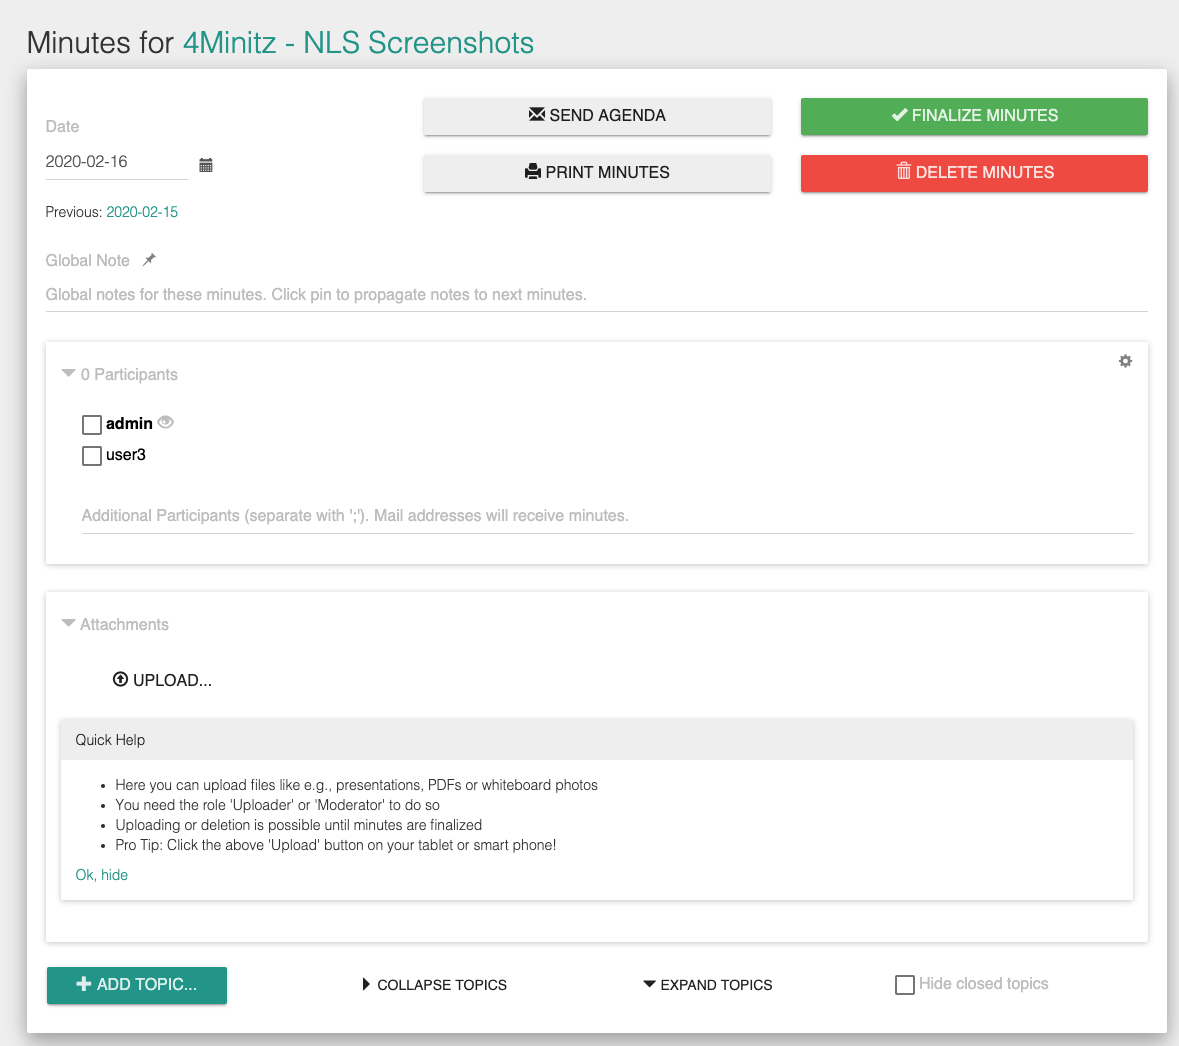 Minutes for 4Minitz - NLS Screenshots
Date
2020-02-16
Previous: 2020-02-15
SEND AGENDA
FINALIZE MINUTES
PRINT MINUTES
DELETE MINUTES
Global Note
Global notes for these minutes. Click pin to propagate notes to next minutes.
0 Participants
admin
user3
Additional Participants (separate with ';'). Mail addresses will receive minutes.
Attachments
UPLOAD...
Quick Help
• Here you can upload files like e.g., presentations, PDFs or whiteboard photos
• You need the role 'Uploader' or 'Moderator' to do so
• Uploading or deletion is possible until minutes are finalized
• Pro Tip: Click the above 'Upload' button on your tablet or smart phone!
Ok, hide
ADD TOPIC...
COLLAPSE TOPICS
EXPAND TOPICS
Hide closed topics